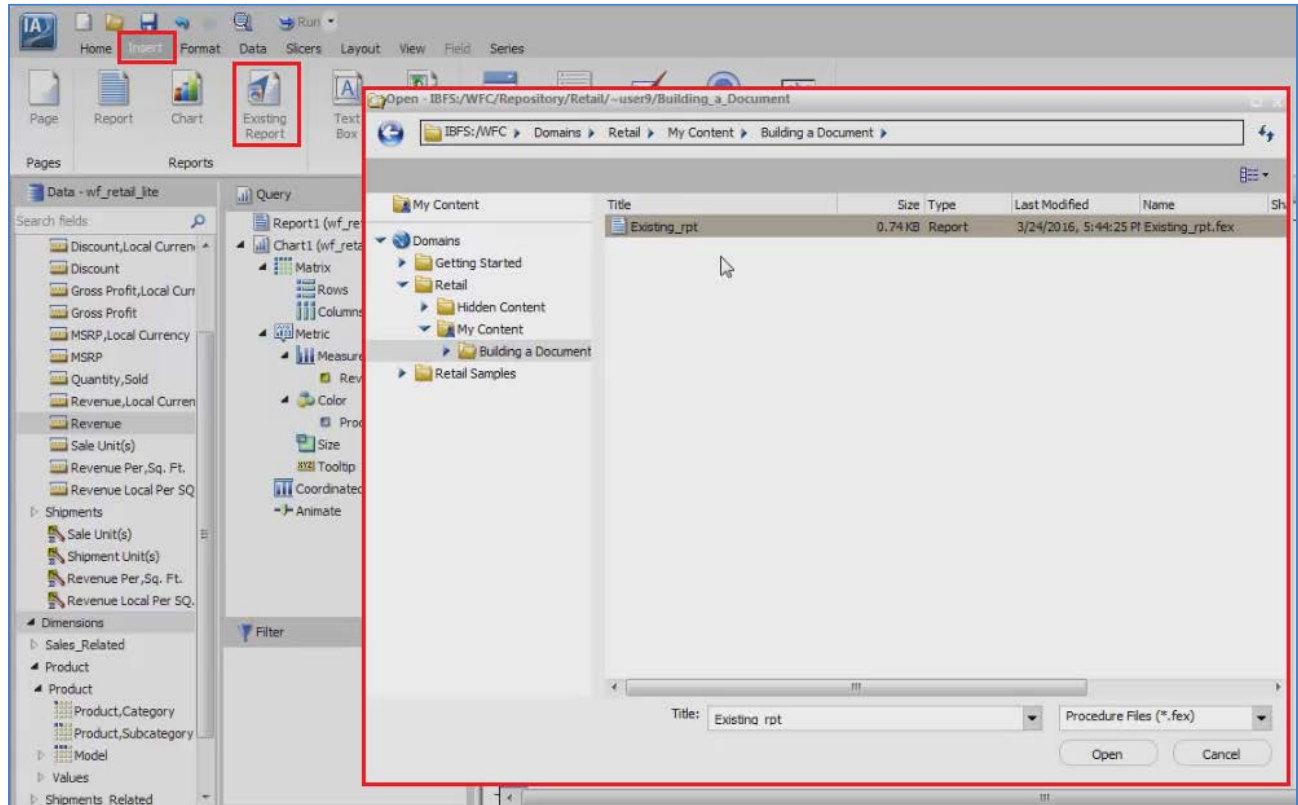 IA
Run
Home Insert Format Data Slicers Layout View Field Series
Page
Report
Chart
Existing
Report
Text
Box
Pages
Reports
Data - wf_retail_lite
Search fields
Discount,Local Curren
Discount
Gross Profit,Local Curr
Gross Profit
MSRP,Local Currency
MSRP
Quantity,Sold
Revenue,Local Curren
Revenue
Sale Unit(s)
Revenue Per,Sq. Ft.
Revenue Local Per SQ
Shipments
Sale Unit(s)
Shipment Unit(s)
Revenue Per,Sq. Ft.
Revenue Local Per SQ.
Dimensions
Sales_Related
Product
Product
Product,Category
Product,Subcategory
Model
Values
Shipments Related
Query
Report1 (wf_re
Chart1 (wf_reta
Matrix
Rows
Columns
Metric
Measure
Rev
Color
Prod
Size
Tooltip
Coordinated
Animate
Filter
Open - IBFS:/WFC/Repository/Retail/~user9/Building_a_Document
IBFS:/WFC Domains Retail My Content Building a Document
My Content
Domains
Getting Started
Retail
Hidden Content
My Content
Building a Document
Retail Samples
Title Size Type Last Modified Name Sh
Existing_rpt 0.74 KB Report 3/24/2016, 5:44:25 PM Existing_rpt.fex
Title: Existing rpt
Procedure Files (*.fex)
Open
Cancel